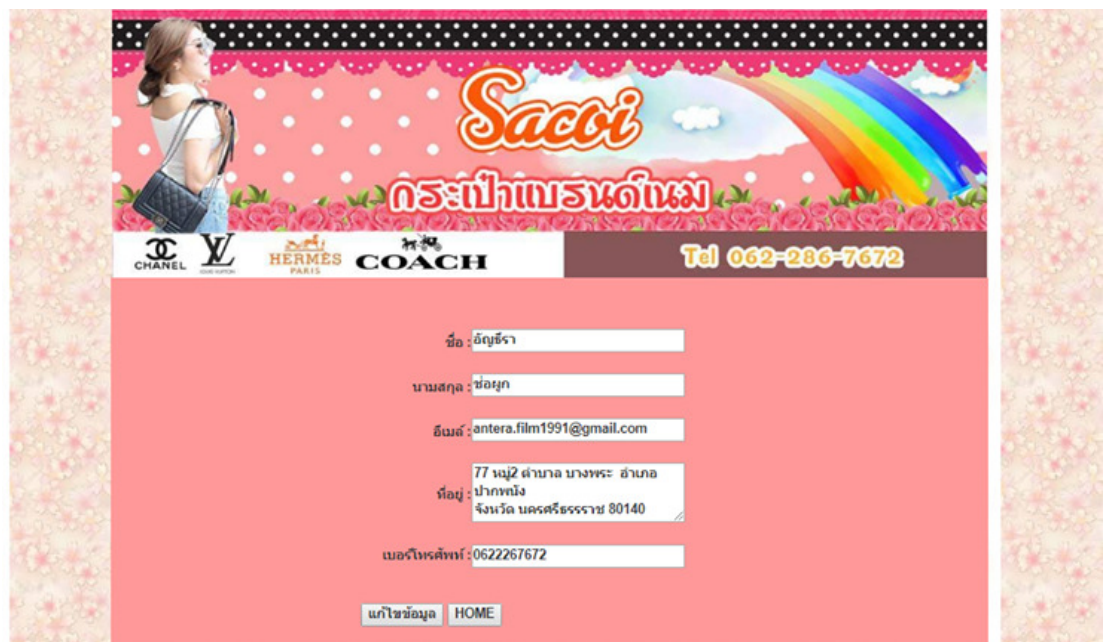 Sacoi
กระเป๋าแบรนด์เนม
CHANEL LOUIS VUITTON HERMÈS PARIS COACH
Tel 062-286-7672
ชื่อ : อัญธีรา
นามสกุล : ช่อผูก
อีเมล์ : antera.film1991@gmail.com
ที่อยู่ : 77 หมู่2 ตำบาล บางพระ อำเภอ
ปากพนัง
จังหวัด นครศรีธรรราช 80140
เบอร์โทรศัพท์ : 0622267672
แก้ไขข้อมูล HOME